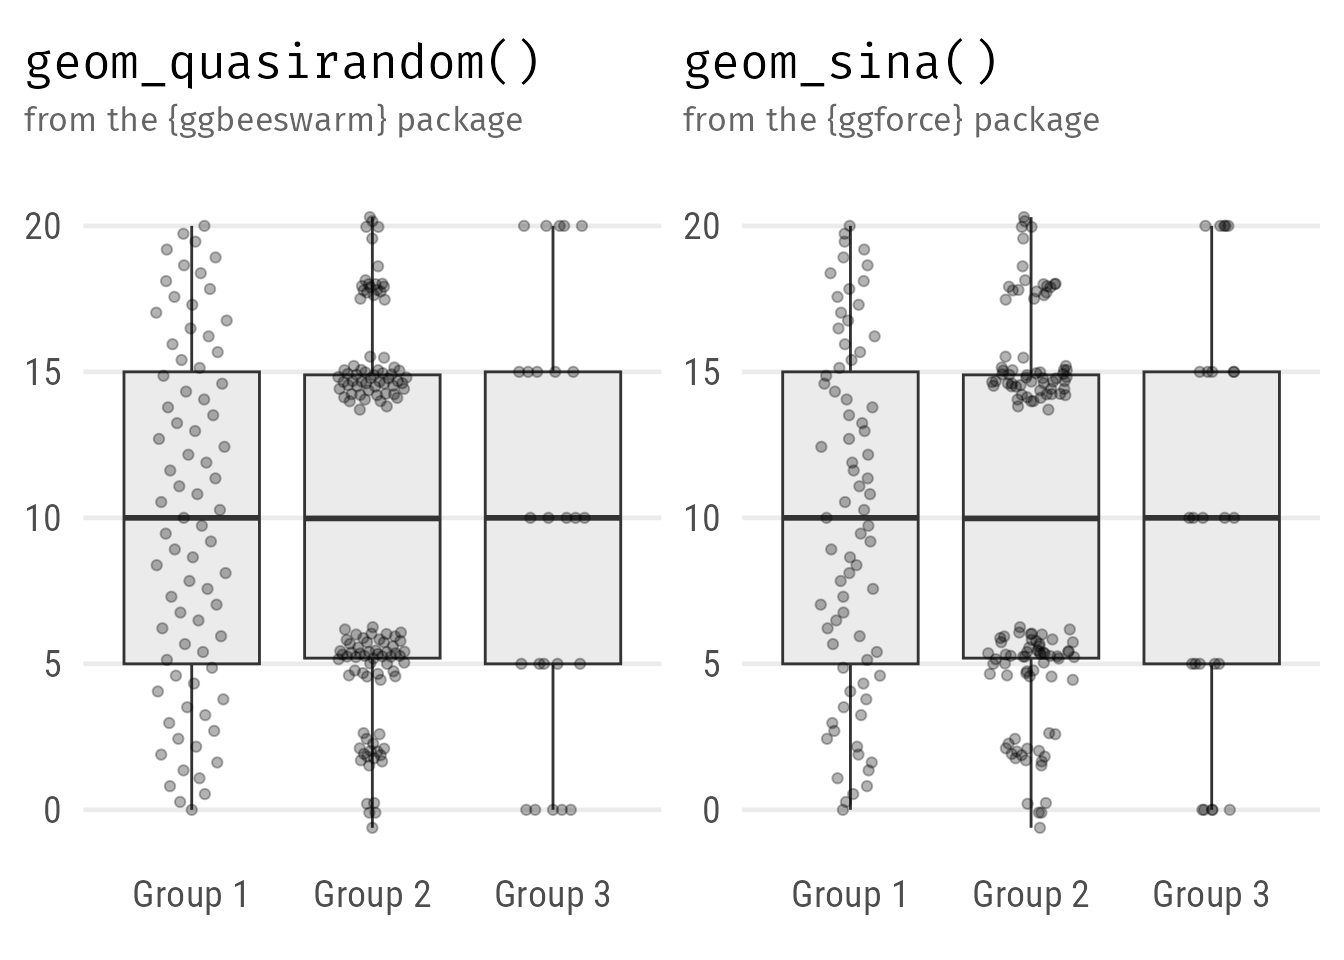 geom_quasirandom()
from the {ggbeeswarm} package
20
15
10
5
0
Group 1 Group 2 Group 3
geom_sina()
from the {ggforce} package
20
15
10
5
0
Group 1 Group 2 Group 3